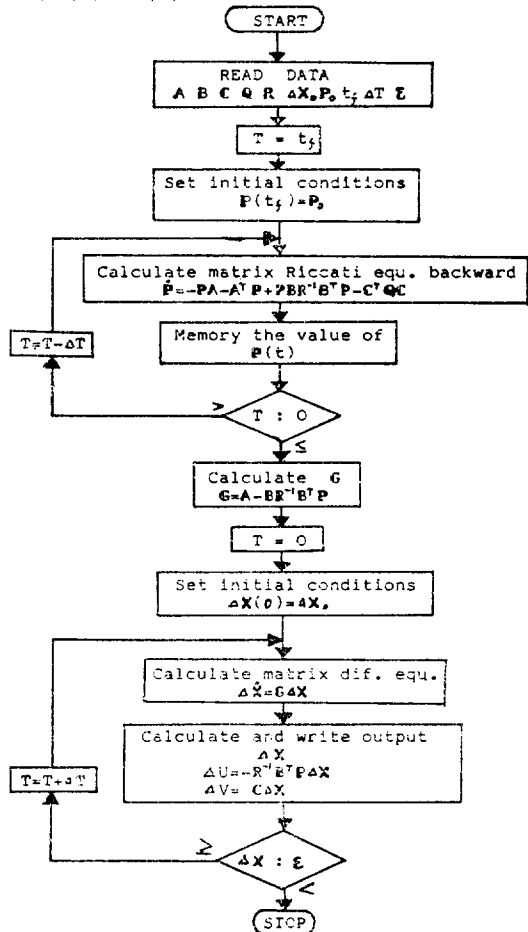 START
READ DATA
A B C Q R ΔX₀ P₀ t_f ΔT Σ
T = t_f
Set initial conditions
P(t_f)=P₀
Calculate matrix Riccati equ. backward
Ṗ=-PA-AᵀP+PBR⁻¹BᵀP-CᵀQC
T=T-ΔT
Memory the value of
P(t)
T : O
>
≤
Calculate G
G=A-BR⁻¹BᵀP
T = O
Set initial conditions
ΔX(0)=ΔX₀
Calculate matrix dif. equ.
ΔẊ=GΔX
Calculate and write output
ΔX
ΔU=-R⁻¹BᵀPΔX
ΔV= CΔX
T=T+ΔT
≥
ΔX : Σ
<
STOP